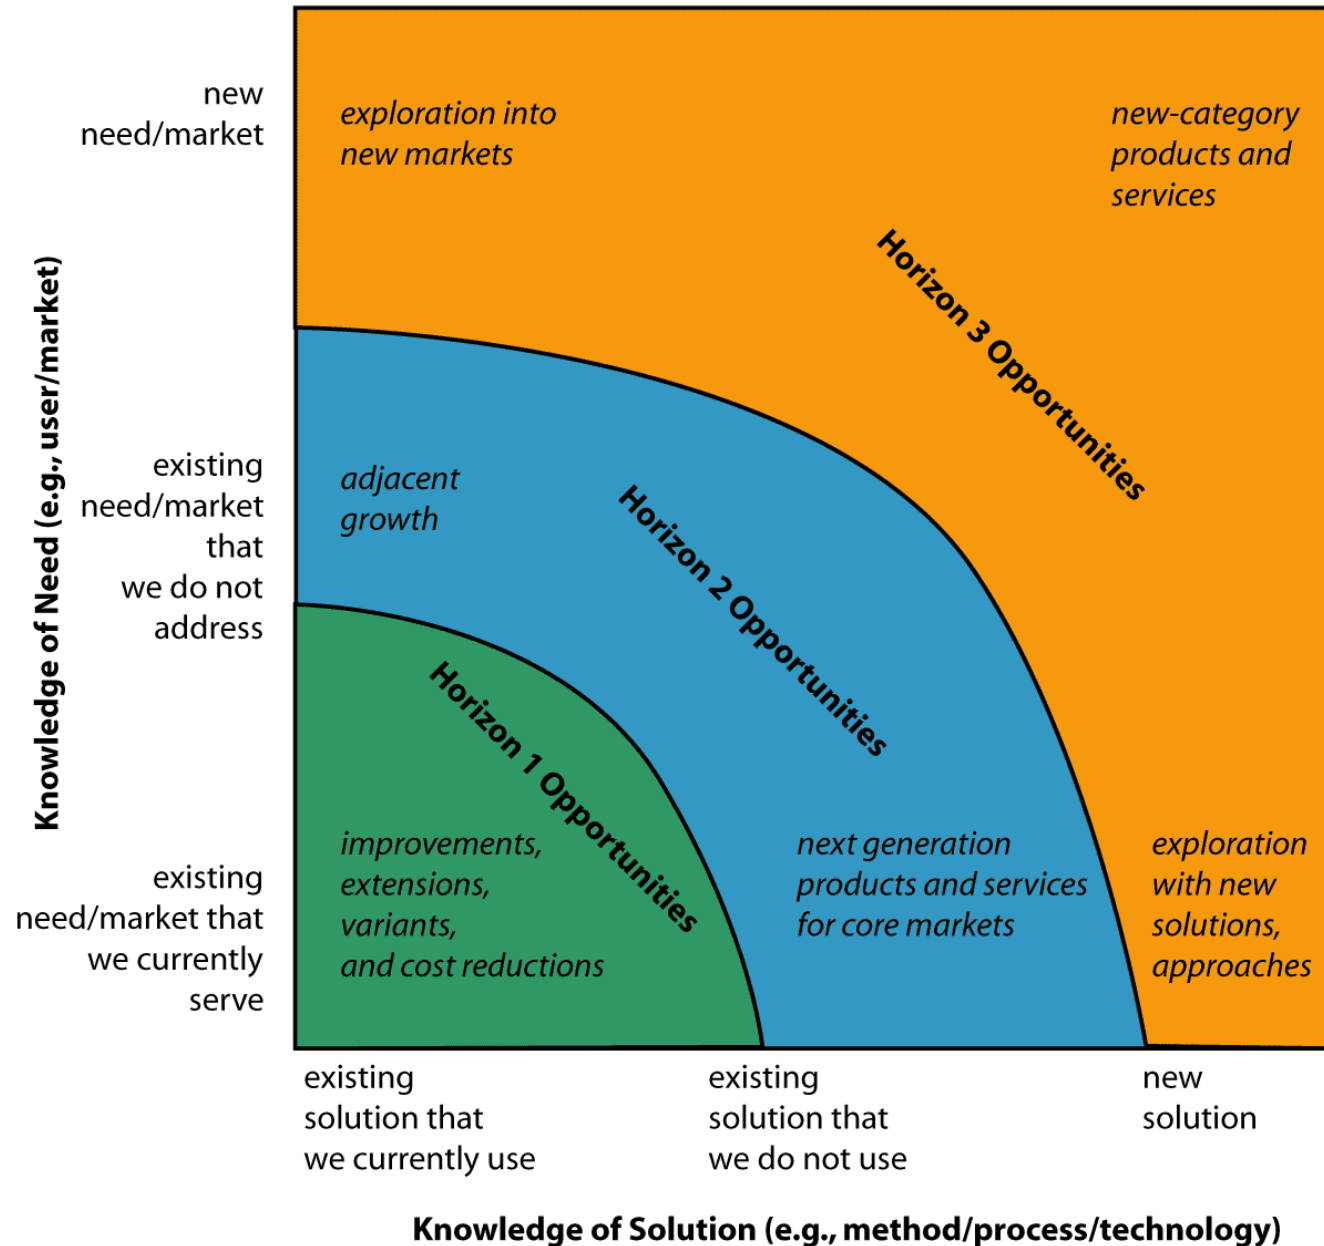 new
need/market
exploration into
new markets
new-category
products and
services
Horizon 3 Opportunities
Knowledge of Need (e.g., user/market)
existing
need/market
that
we do not
address
adjacent
growth
Horizon 2 Opportunities
Horizon 1 Opportunities
existing
need/market that
we currently
serve
improvements,
extensions,
variants,
and cost reductions
next generation
products and services
for core markets
exploration
with new
solutions,
approaches
existing
solution that
we currently use
existing
solution that
we do not use
new
solution
Knowledge of Solution (e.g., method/process/technology)